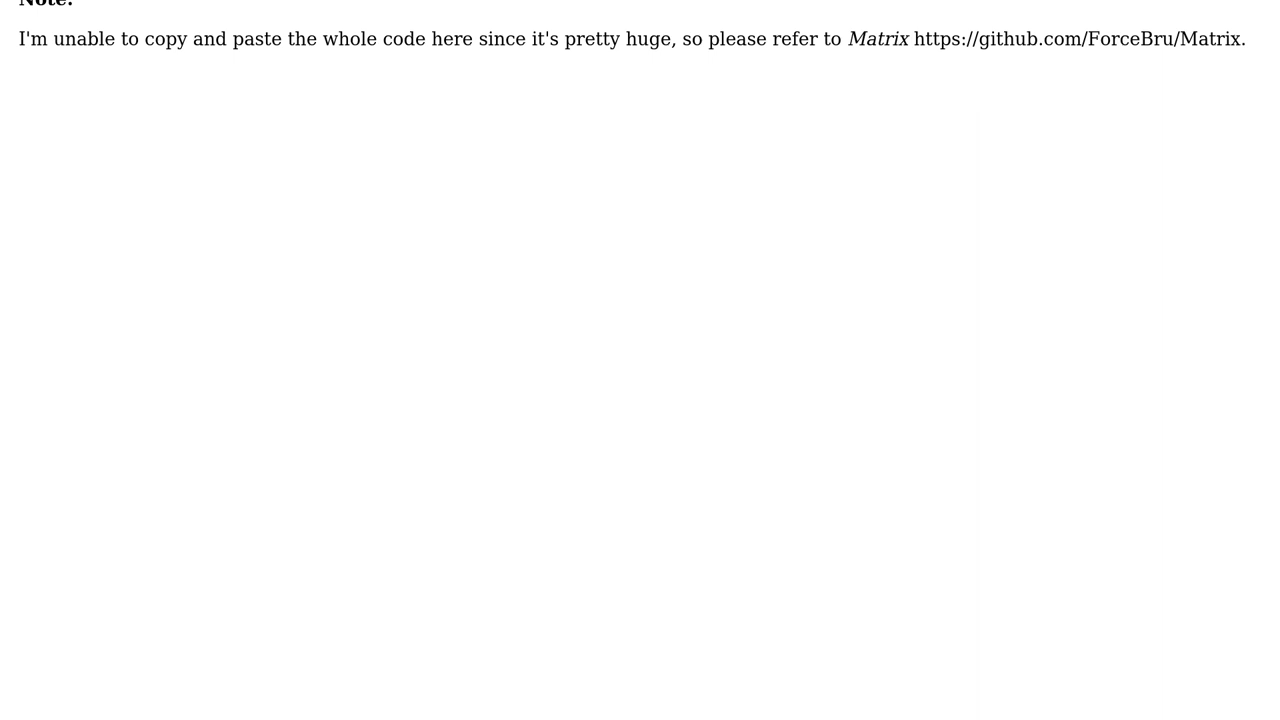 Note:
I'm unable to copy and paste the whole code here since it's pretty huge, so please refer to Matrix https://github.com/ForceBru/Matrix.